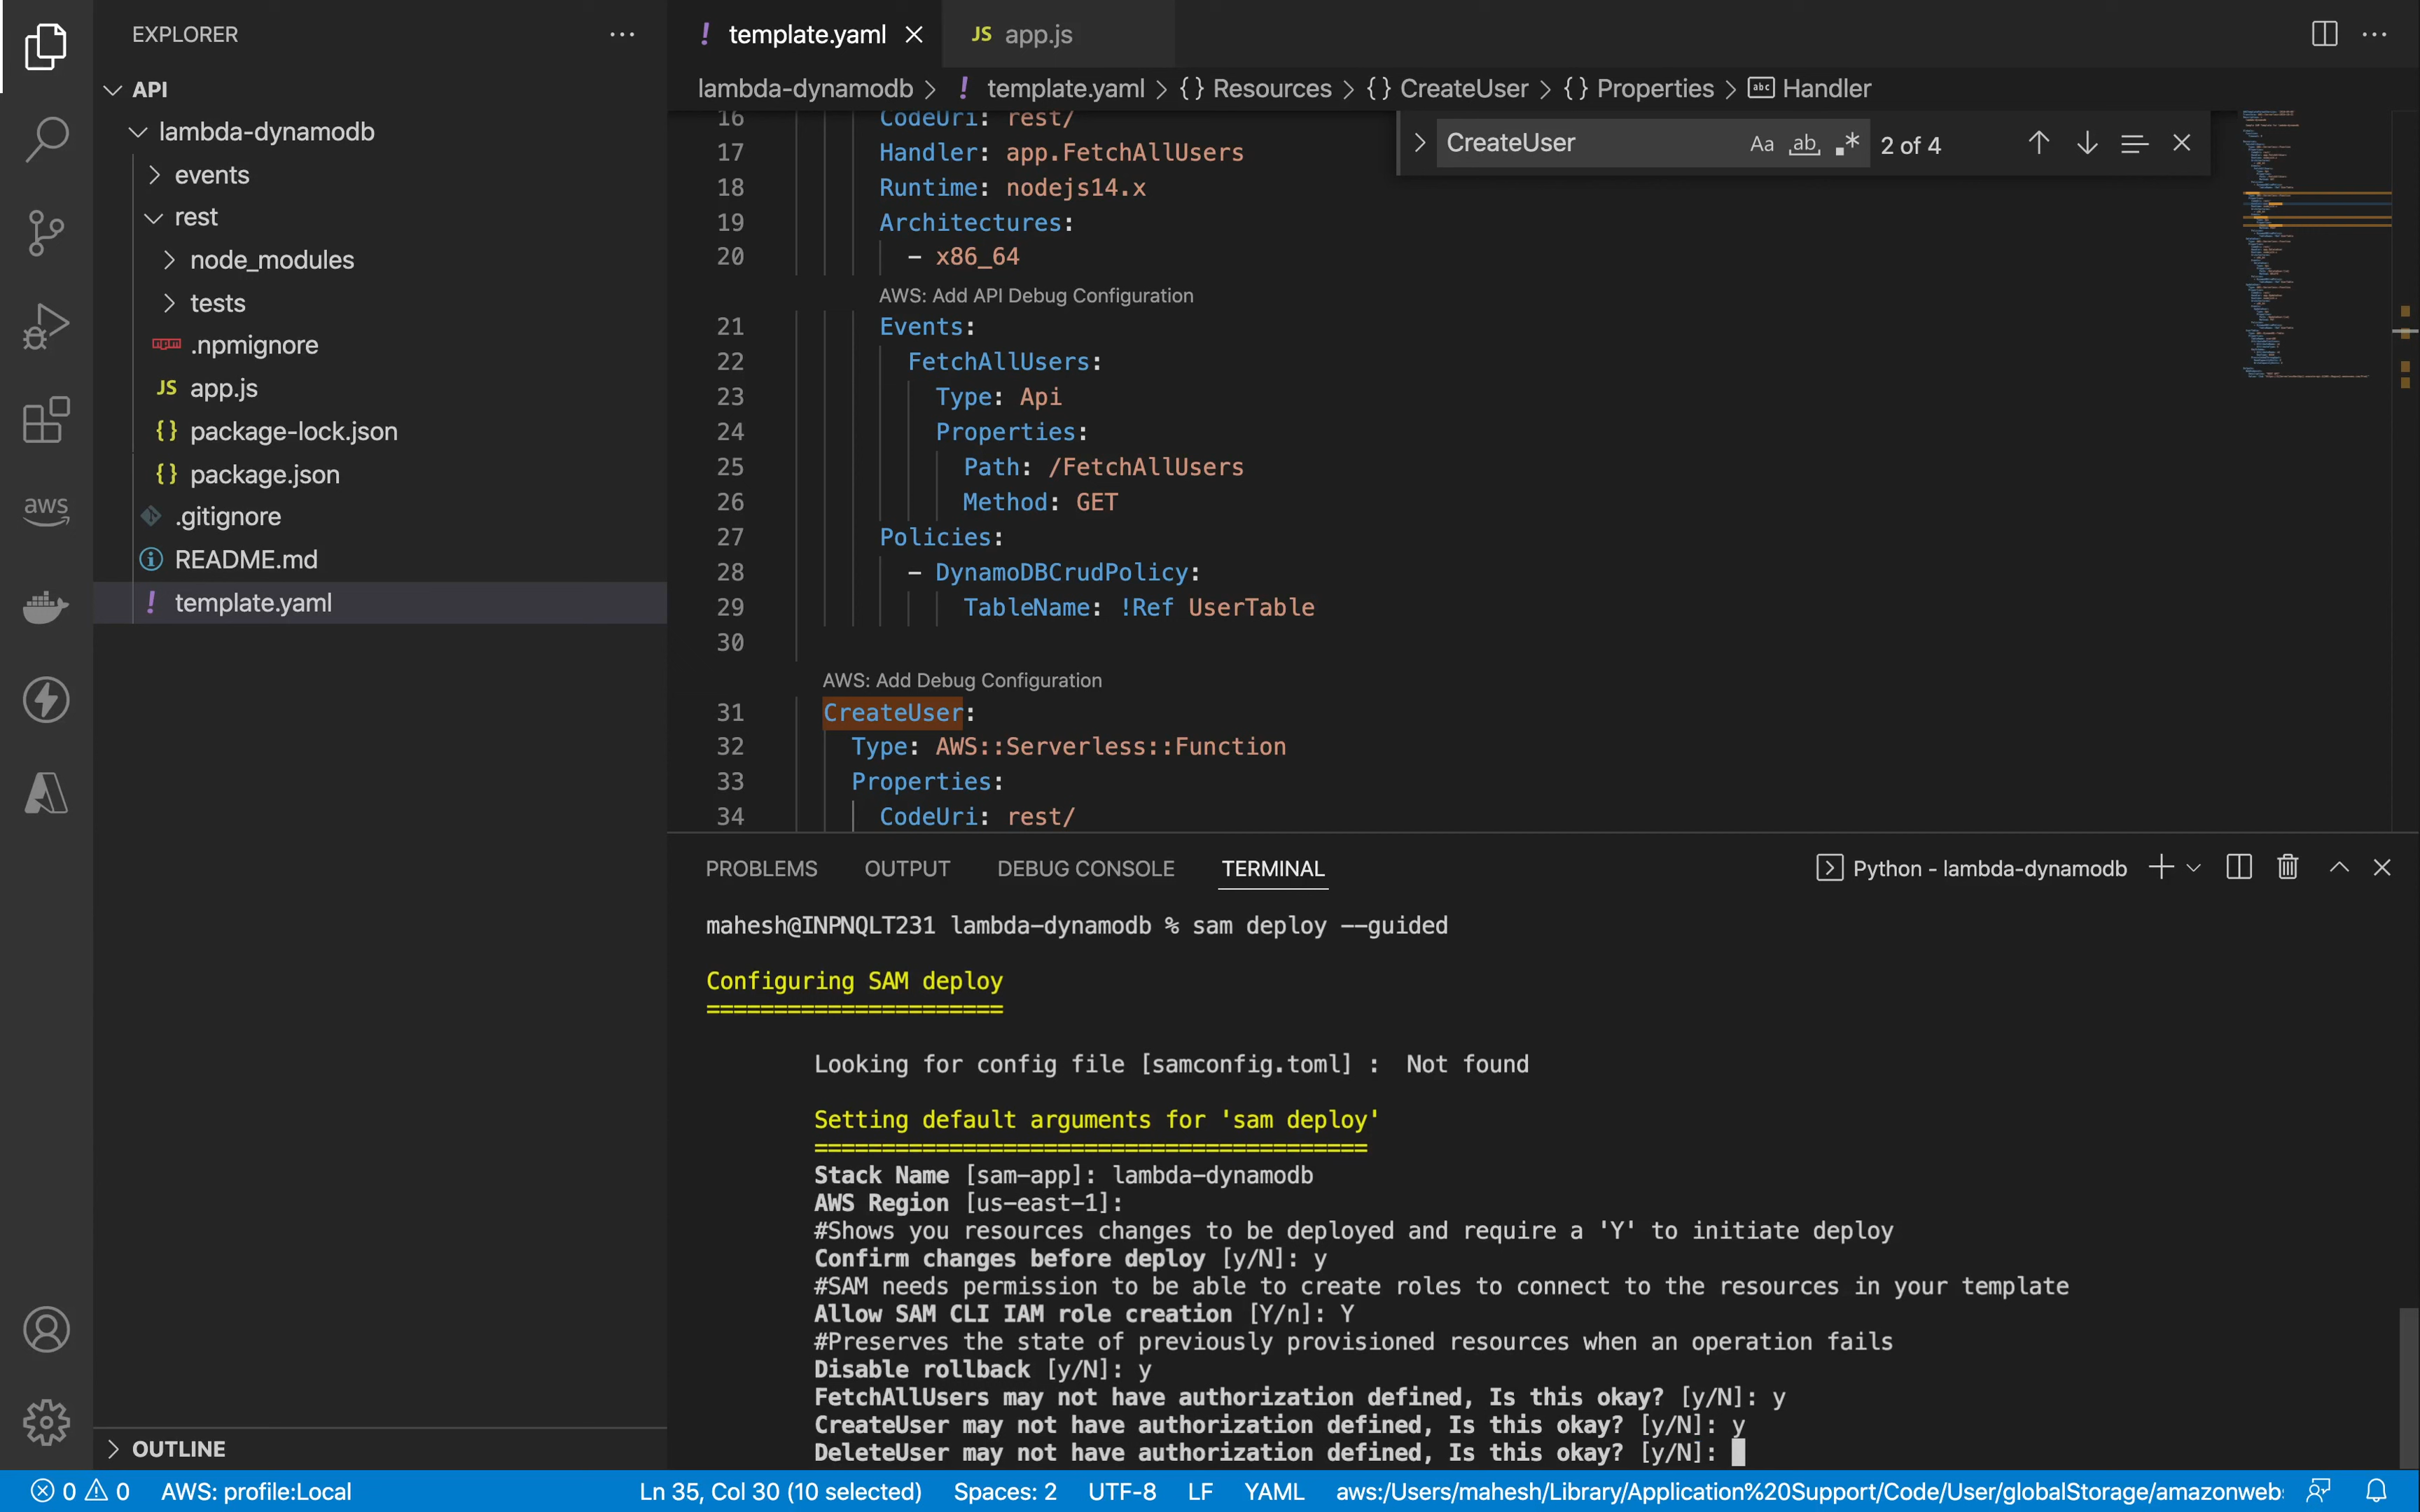 EXPLORER
API
lambda-dynamodb
events
rest
node_modules
tests
.npmignore
JS app.js
{} package-lock.json
{} package.json
.gitignore
README.md
! template.yaml
OUTLINE
aws
! template.yaml
JS app.js
lambda-dynamodb > ! template.yaml > {} Resources > {} CreateUser > {} Properties > abc Handler
CreateUser Aa ab .* 2 of 4
16 CodeUri: rest/
17 Handler: app.FetchAllUsers
18 Runtime: nodejs14.x
19 Architectures:
20 - x86_64
AWS: Add API Debug Configuration
21 Events:
22 FetchAllUsers:
23 Type: Api
24 Properties:
25 Path: /FetchAllUsers
26 Method: GET
27 Policies:
28 - DynamoDBCrudPolicy:
29 TableName: !Ref UserTable
30
AWS: Add Debug Configuration
31 CreateUser:
32 Type: AWS::Serverless::Function
33 Properties:
34 CodeUri: rest/
PROBLEMS OUTPUT DEBUG CONSOLE TERMINAL
Python - lambda-dynamodb
mahesh@INPNQLT231 lambda-dynamodb % sam deploy --guided
Configuring SAM deploy
======================
Looking for config file [samconfig.toml] :  Not found
Setting default arguments for 'sam deploy'
=========================================
Stack Name [sam-app]: lambda-dynamodb
AWS Region [us-east-1]:
#Shows you resources changes to be deployed and require a 'Y' to initiate deploy
Confirm changes before deploy [y/N]: y
#SAM needs permission to be able to create roles to connect to the resources in your template
Allow SAM CLI IAM role creation [Y/n]: Y
#Preserves the state of previously provisioned resources when an operation fails
Disable rollback [y/N]: y
FetchAllUsers may not have authorization defined, Is this okay? [y/N]: y
CreateUser may not have authorization defined, Is this okay? [y/N]: y
DeleteUser may not have authorization defined, Is this okay? [y/N]:
0 0 AWS: profile:Local
Ln 35, Col 30 (10 selected) Spaces: 2 UTF-8 LF YAML aws:/Users/mahesh/Library/Application%20Support/Code/User/globalStorage/amazonweb